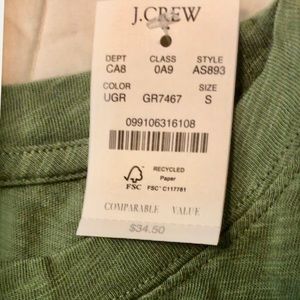 J.CREW
DEPT CLASS STYLE
CA8 0A9 AS893
COLOR SIZE
UGR GR7467 S
099106316108
RECYCLED
Paper
FSC FSC® C117781
COMPARABLE VALUE
$34.50